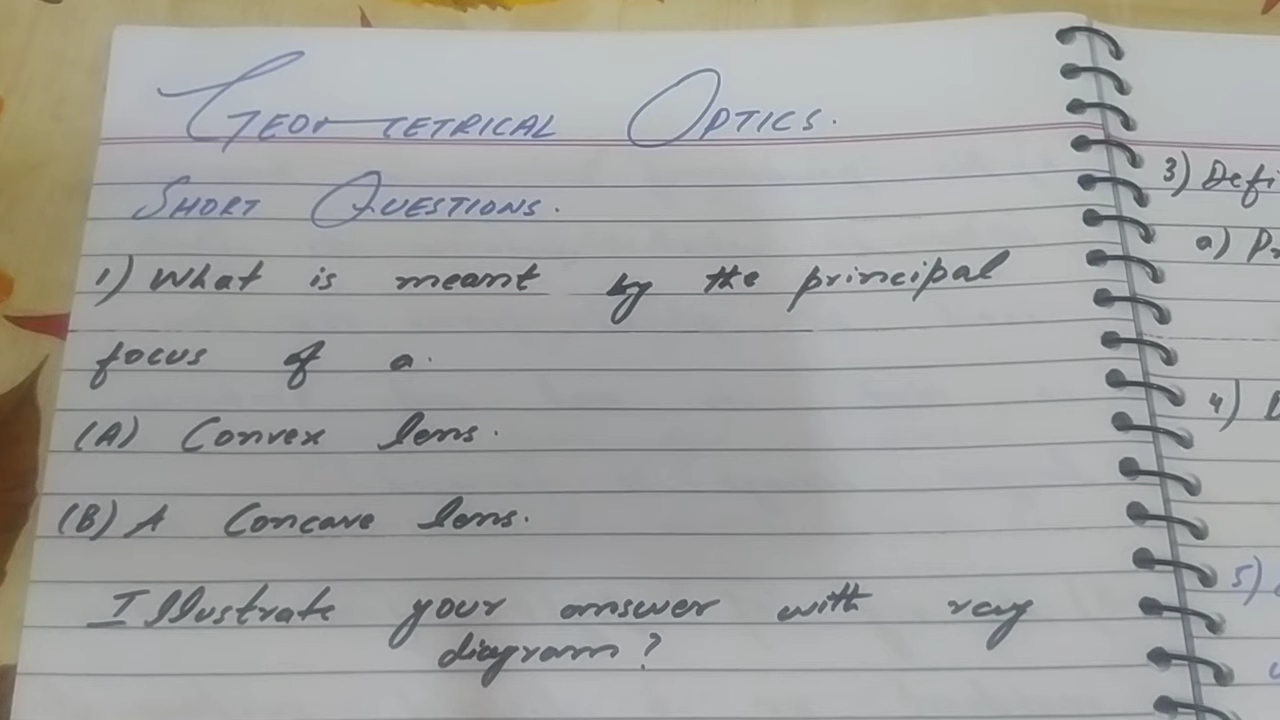 GEOMETRICAL OPTICS.
SHORT QUESTIONS.
1) What is meant by the principal
focus of a.
(A) Convex lens.
(B) A Concave lens.
Illustrate your answer with ray
diagram?
3) Defi
a) Pr
4)
5)